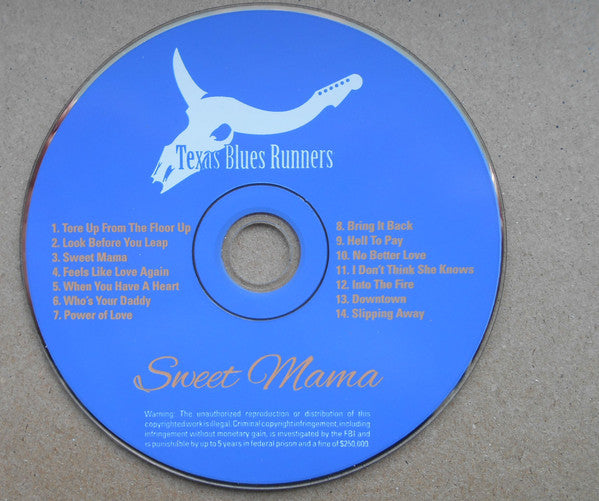 Texas Blues Runners
1. Tore Up From The Floor Up
2. Look Before You Leap
3. Sweet Mama
4. Feels Like Love Again
5. When You Have A Heart
6. Who's Your Daddy
7. Power of Love
8. Bring It Back
9. Hell To Pay
10. No Better Love
11. I Don't Think She Knows
12. Into The Fire
13. Downtown
14. Slipping Away
Sweet Mama
Warning: The unauthorized reproduction or distribution of this
copyrighted work is illegal. Criminal copyright infringement, including
infringement without monetary gain, is investigated by the FBI and
is punishable by up to 5 years in federal prison and a fine of $250,000.